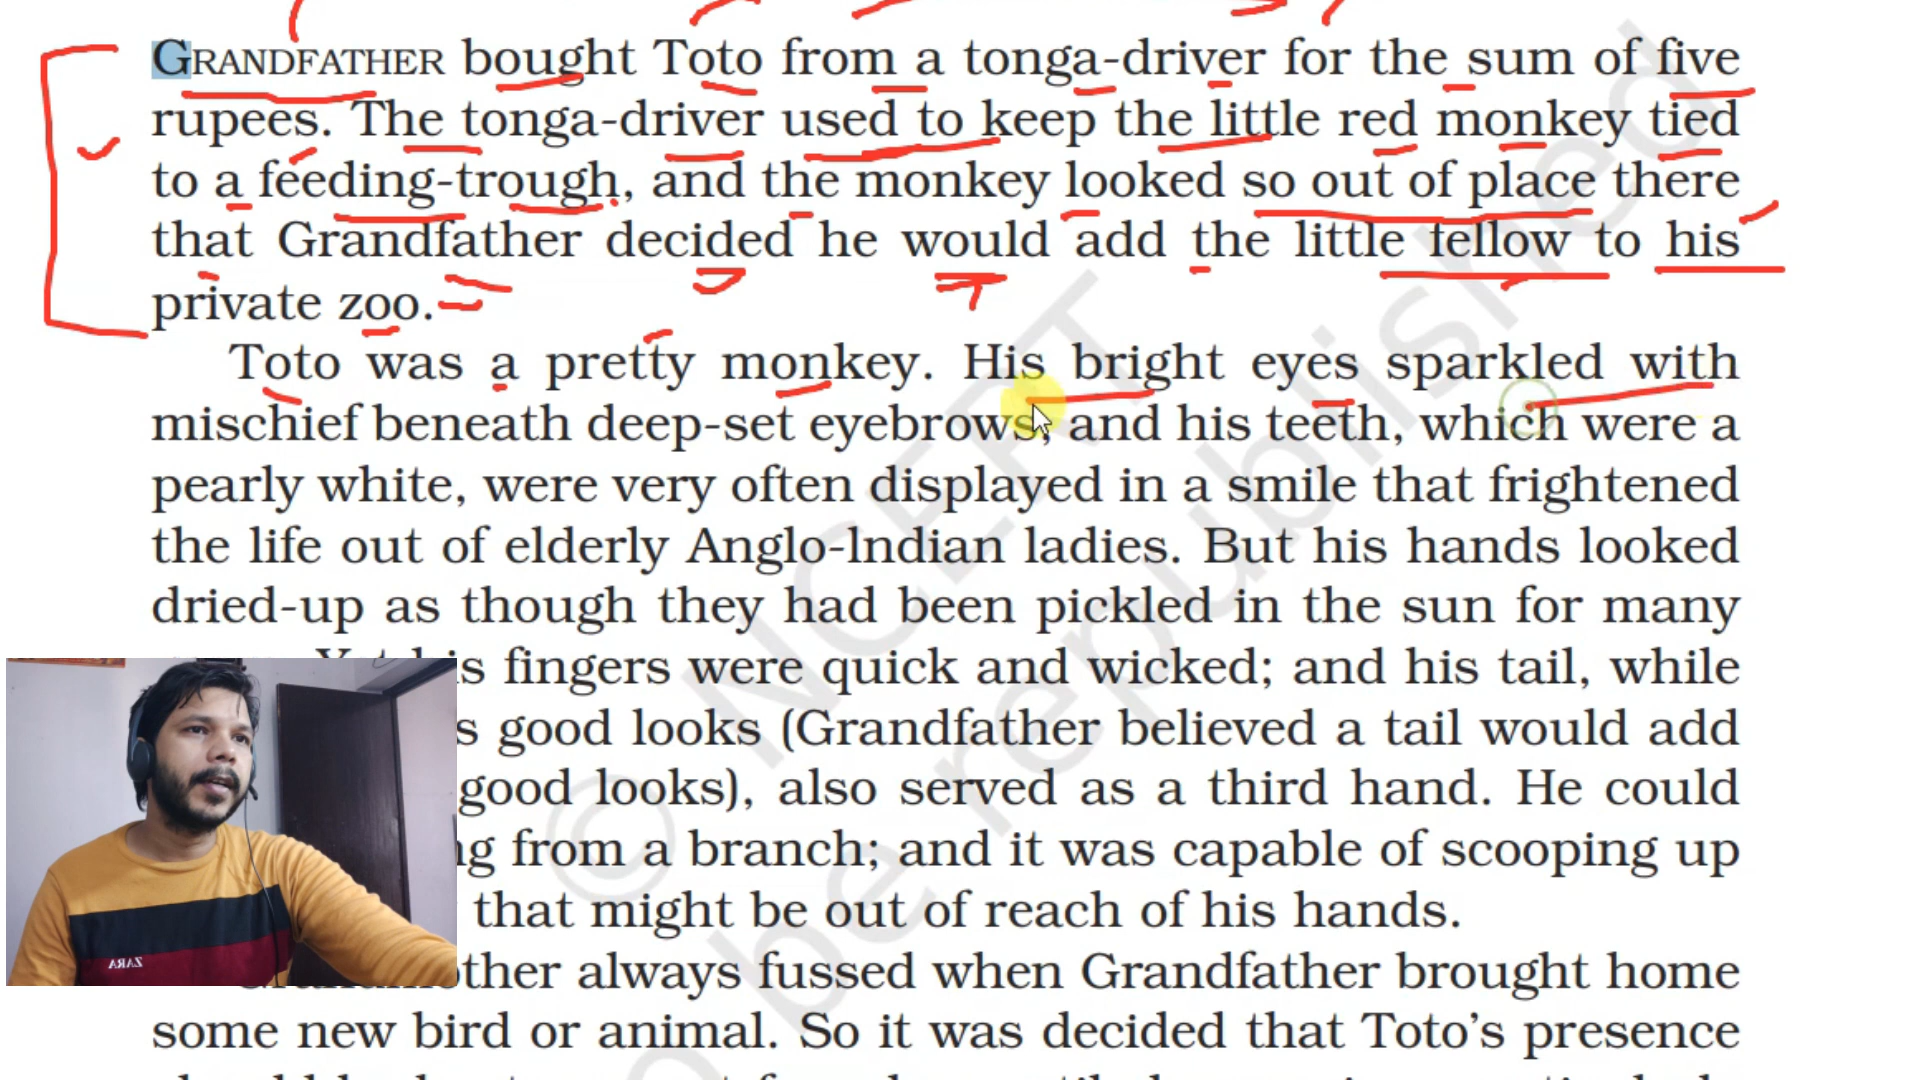 GRANDFATHER bought Toto from a tonga-driver for the sum of five
rupees. The tonga-driver used to keep the little red monkey tied
to a feeding-trough, and the monkey looked so out of place there
that Grandfather decided he would add the little fellow to his
private zoo.
Toto was a pretty monkey. His bright eyes sparkled with
mischief beneath deep-set eyebrows, and his teeth, which were a
pearly white, were very often displayed in a smile that frightened
the life out of elderly Anglo-Indian ladies. But his hands looked
dried-up as though they had been pickled in the sun for many
fingers were quick and wicked; and his tail, while
good looks (Grandfather believed a tail would add
good looks), also served as a third hand. He could
from a branch; and it was capable of scooping up
that might be out of reach of his hands.
always fussed when Grandfather brought home
some new bird or animal. So it was decided that Toto's presence
© NCERT
be republished
ZARA